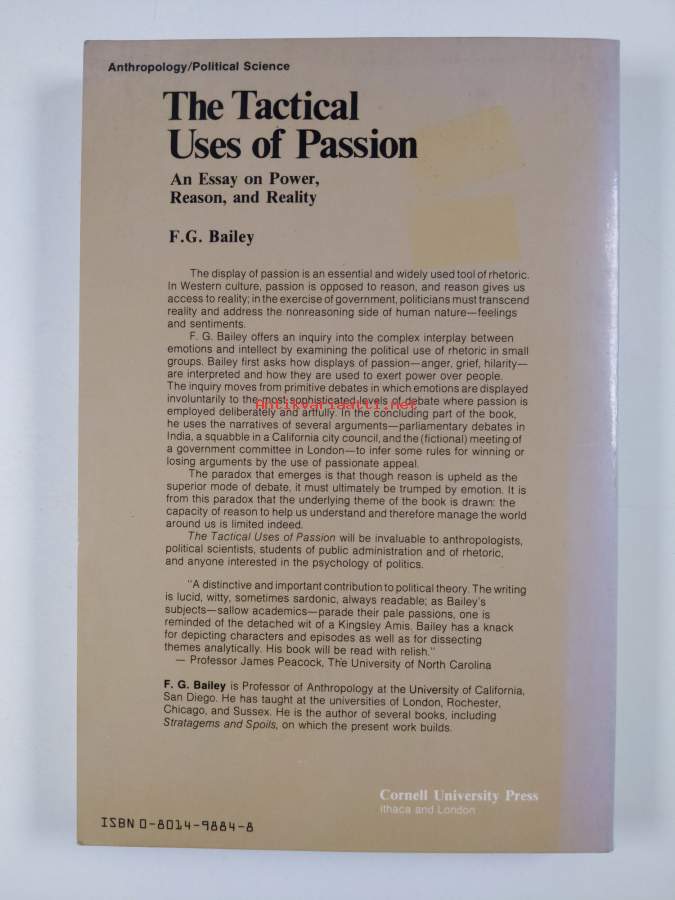 Anthropology/Political Science
The Tactical
Uses of Passion
An Essay on Power,
Reason, and Reality
F.G. Bailey
The display of passion is an essential and widely used tool of rhetoric.
In Western culture, passion is opposed to reason, and reason gives us
access to reality; in the exercise of government, politicians must transcend
reality and address the nonreasoning side of human nature—feelings
and sentiments.
F. G. Bailey offers an inquiry into the complex interplay between
emotions and intellect by examining the political use of rhetoric in small
groups. Bailey first asks how displays of passion—anger, grief, hilarity—
are interpreted and how they are used to exert power over people.
The inquiry moves from primitive debates in which emotions are displayed
involuntarily to the most sophisticated levels of debate where passion is
Antikvariaatti.net
employed deliberately and artfully. In the concluding part of the book,
he uses the narratives of several arguments—parliamentary debates in
India, a squabble in a California city council, and the (fictional) meeting of
a government committee in London—to infer some rules for winning or
losing arguments by the use of passionate appeal.
The paradox that emerges is that though reason is upheld as the
superior mode of debate, it must ultimately be trumped by emotion. It is
from this paradox that the underlying theme of the book is drawn: the
capacity of reason to help us understand and therefore manage the world
around us is limited indeed.
The Tactical Uses of Passion will be invaluable to anthropologists,
political scientists, students of public administration and of rhetoric,
and anyone interested in the psychology of politics.
"A distinctive and important contribution to political theory. The writing
is lucid, witty, sometimes sardonic, always readable; as Bailey's
subjects—sallow academics—parade their pale passions, one is
reminded of the detached wit of a Kingsley Amis. Bailey has a knack
for depicting characters and episodes as well as for dissecting
themes analytically. His book will be read with relish."
— Professor James Peacock, The University of North Carolina
F. G. Bailey is Professor of Anthropology at the University of California,
San Diego. He has taught at the universities of London, Rochester,
Chicago, and Sussex. He is the author of several books, including
Stratagems and Spoils, on which the present work builds.
Cornell University Press
Ithaca and London
ISBN 0-8014-9884-8